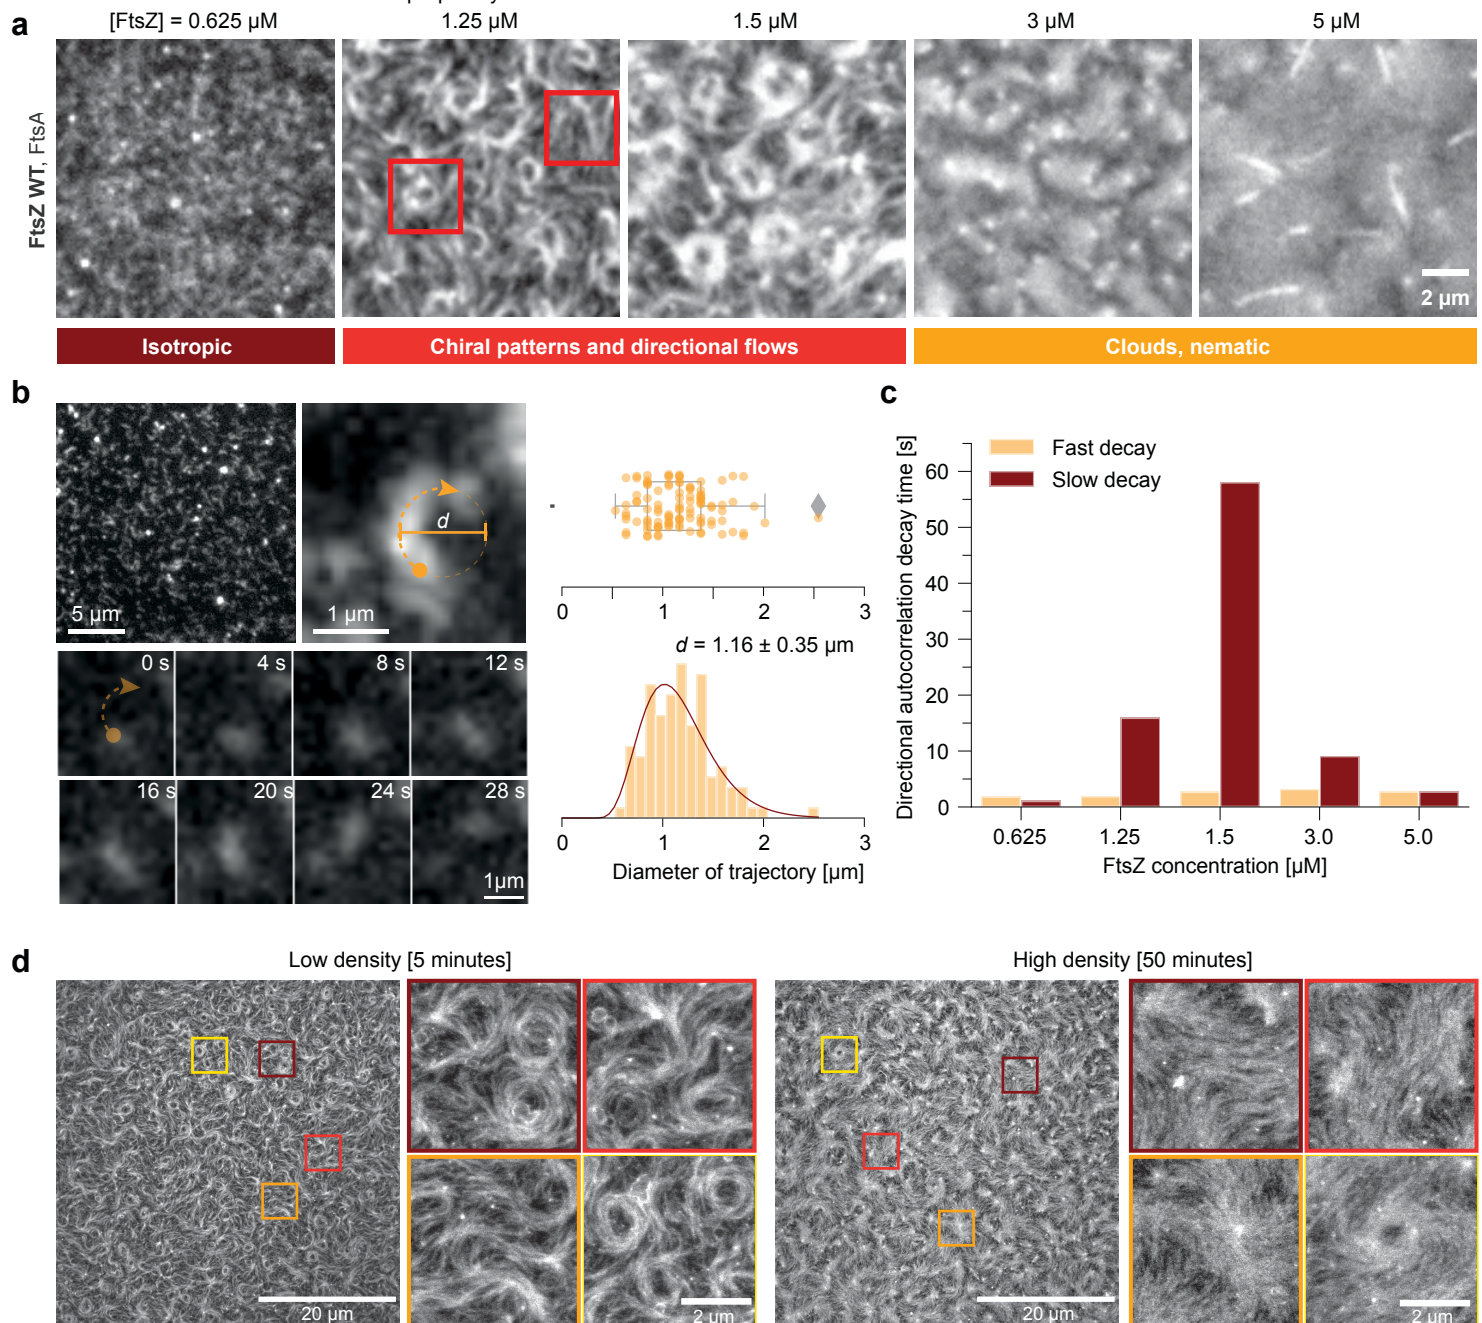 a
[FtsZ] = 0.625 µM
1.25 µM
1.5 µM
3 µM
5 µM
FtsZ WT, FtsA
2 µm
Isotropic
Chiral patterns and directional flows
Clouds, nematic
b
5 µm
d
1 µm
0 s
4 s
8 s
12 s
16 s
20 s
24 s
28 s
1µm
0
1
2
3
d = 1.16 ± 0.35 µm
0
1
2
3
Diameter of trajectory [µm]
c
Directional autocorrelation decay time [s]
Fast decay
Slow decay
60
50
40
30
20
10
0
0.625
1.25
1.5
3.0
5.0
FtsZ concentration [µM]
d
Low density [5 minutes]
20 µm
2 µm
High density [50 minutes]
20 µm
2 µm